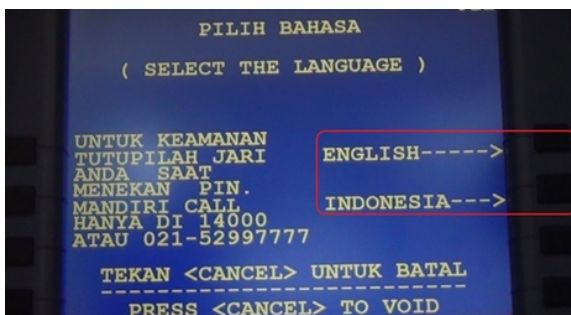 PILIH BAHASA
( SELECT THE LANGUAGE )
UNTUK KEAMANAN
TUTUPILAH JARI
ANDA SAAT
MENEKAN PIN.
MANDIRI CALL
HANYA DI 14000
ATAU 021-52997777
ENGLISH----->
INDONESIA--->
TEKAN <CANCEL> UNTUK BATAL
PRESS <CANCEL> TO VOID